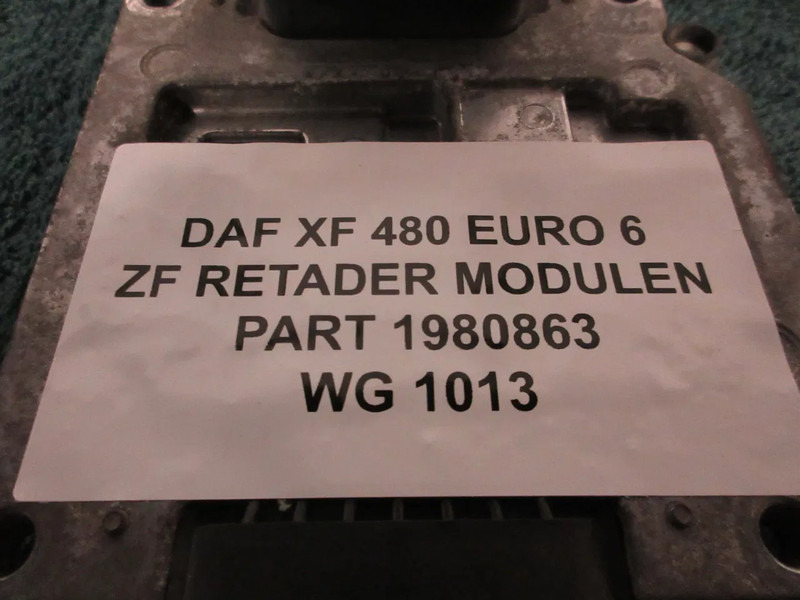 DAF XF 480 EURO 6
ZF RETADER MODULEN
PART 1980863
WG 1013